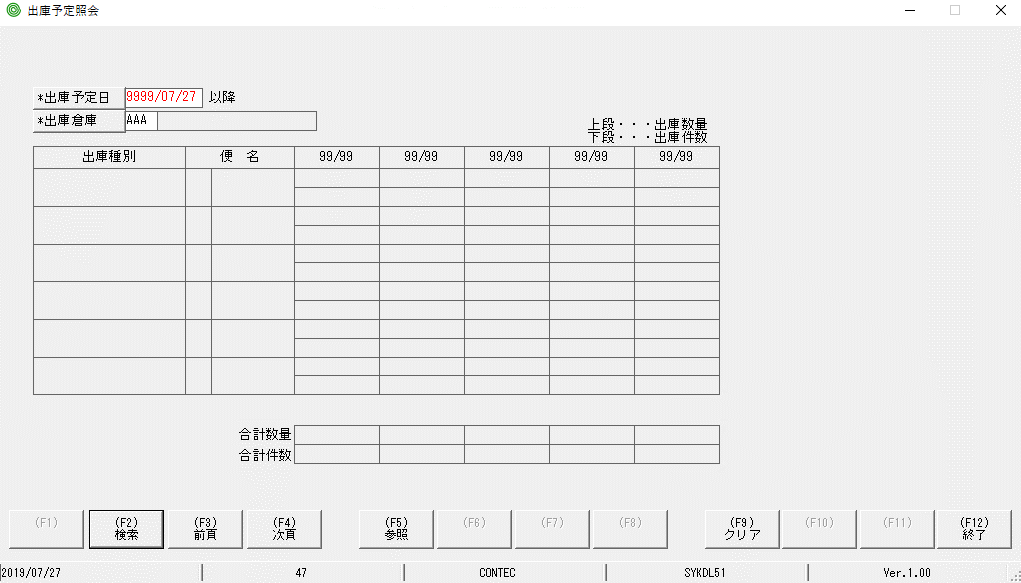 出庫予定照会
*出庫予定日 9999/07/27 以降
*出庫倉庫 AAA
上段・・・出庫数量
下段・・・出庫件数
出庫種別 便 名 99/99 99/99 99/99 99/99 99/99
合計数量
合計件数
(F1) (F2) (F3) (F4) (F5) (F6) (F7) (F8) (F9) (F10) (F11) (F12)
検索 前頁 次頁 参照 クリア 終了
2019/07/27 47 CONTEC SYKDL51 Ver.1.00